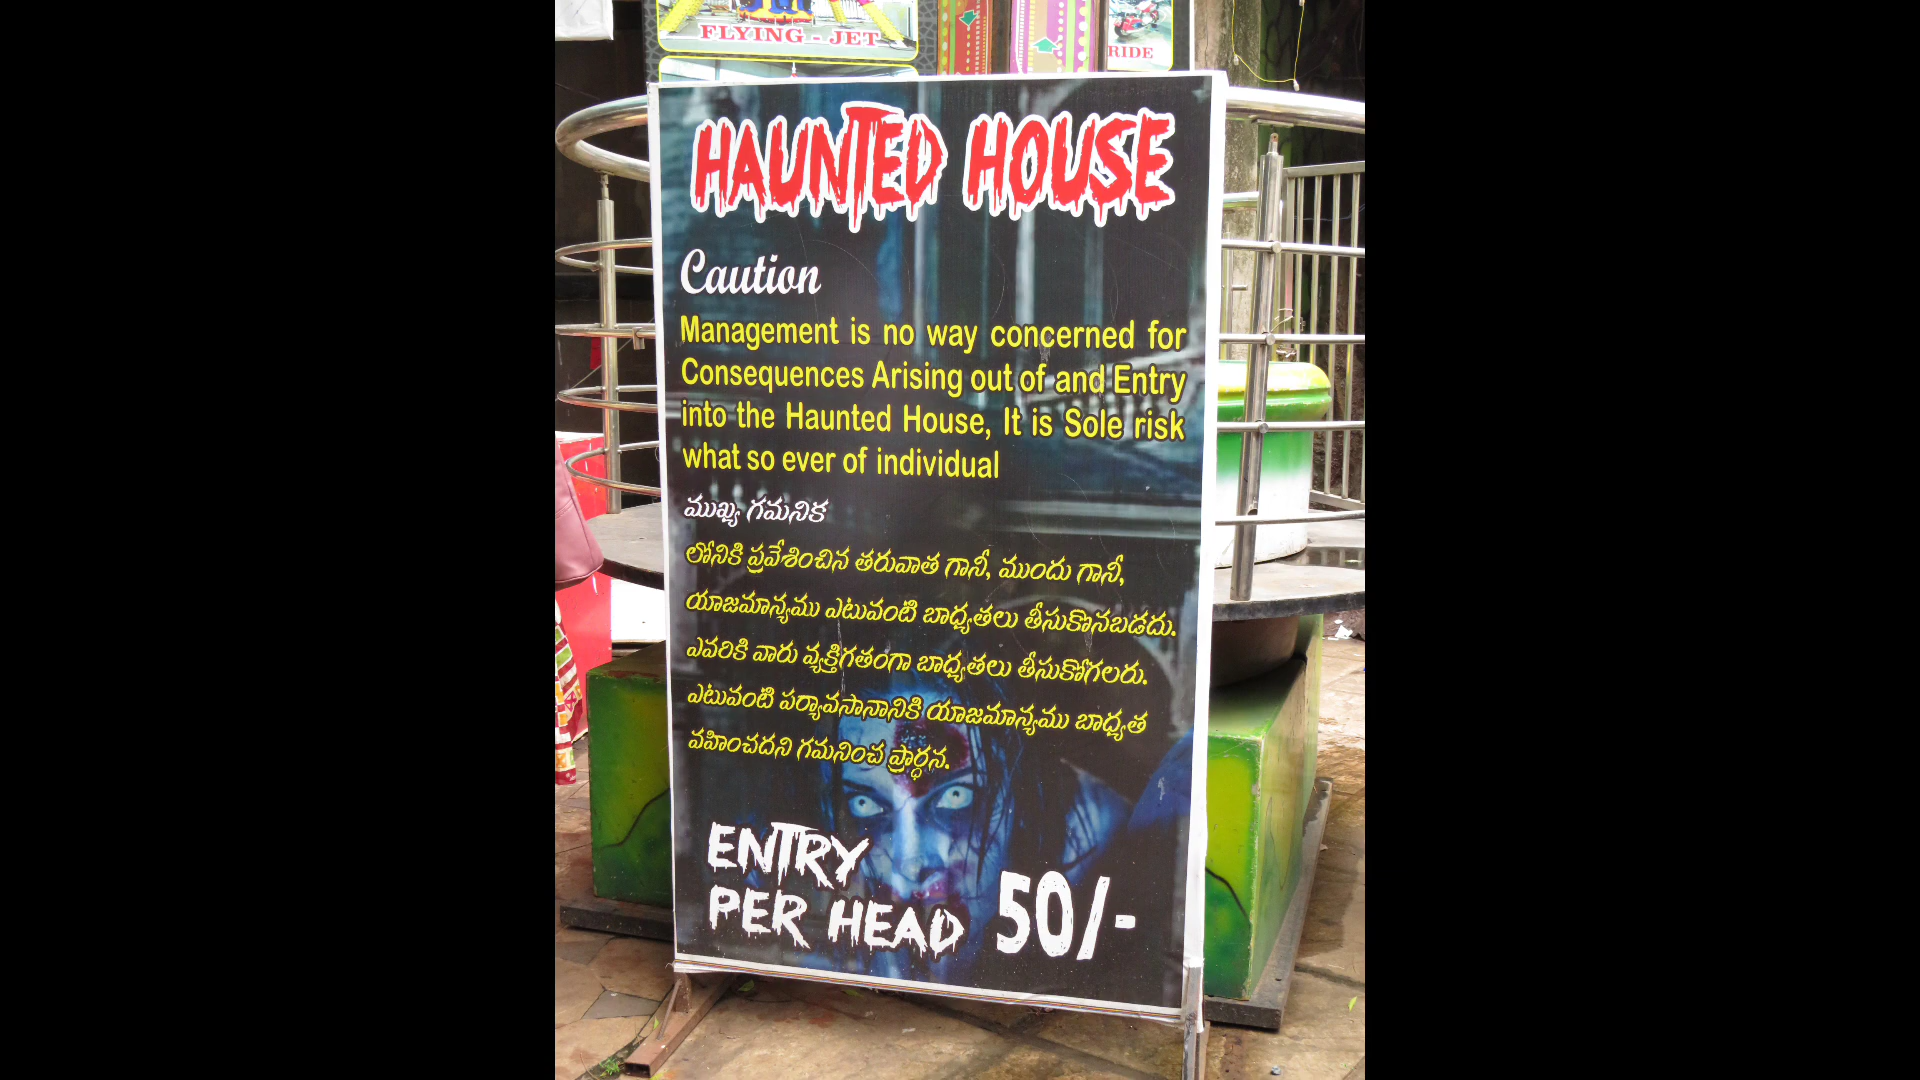 FLYING - JET
RIDE
HAUNTED HOUSE
Caution
Management is no way concerned for
Consequences Arising out of and Entry
into the Haunted House, It is Sole risk
what so ever of individual
ముఖ్య గమనిక
లోనికి ప్రవేశించిన తరువాత గానీ, ముందు గానీ,
యాజమాన్యము ఎటువంటి బాధ్యతలు తీసుకొనబడదు.
ఎవరికి వారు వ్యక్తిగతంగా బాధ్యతలు తీసుకోగలరు.
ఎటువంటి పర్యావసానానికి యాజమాన్యము బాధ్యత
వహించదని గమనించ ప్రార్ధన.
ENTRY
PER HEAD 50/-